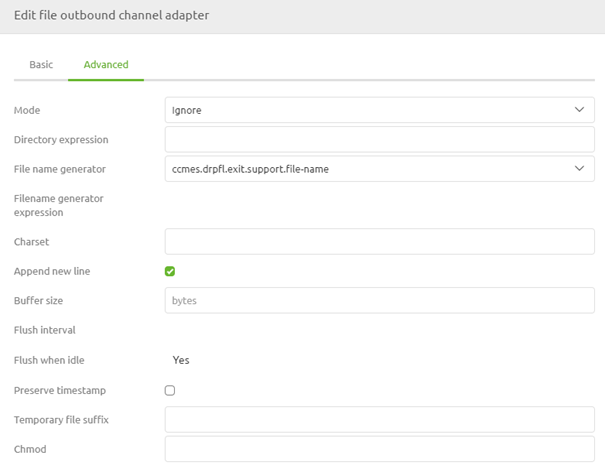 Edit file outbound channel adapter
Basic
Advanced
Mode
Ignore
Directory expression
File name generator
ccmes.drpfl.exit.support.file-name
Filename generator
expression
Charset
Append new line
Buffer size
bytes
Flush interval
Flush when idle
Yes
Preserve timestamp
Temporary file suffix
Chmod